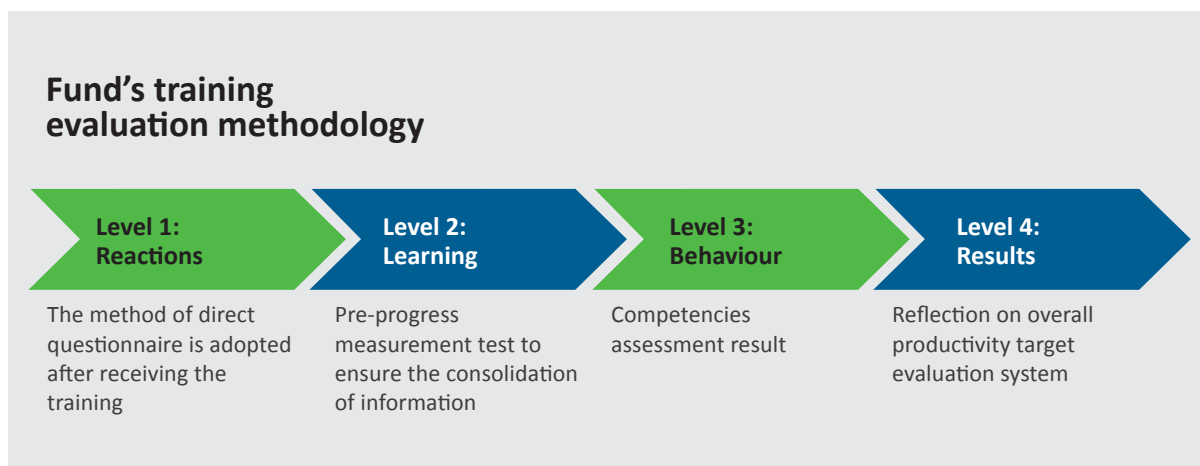 Fund's training
evaluation methodology
Level 1:
Reactions
Level 2:
Learning
Level 3:
Behaviour
Level 4:
Results
The method of direct
questionnaire is adopted
after receiving the
training
Pre-progress
measurement test to
ensure the consolidation
of information
Competencies
assessment result
Reflection on overall
productivity target
evaluation system